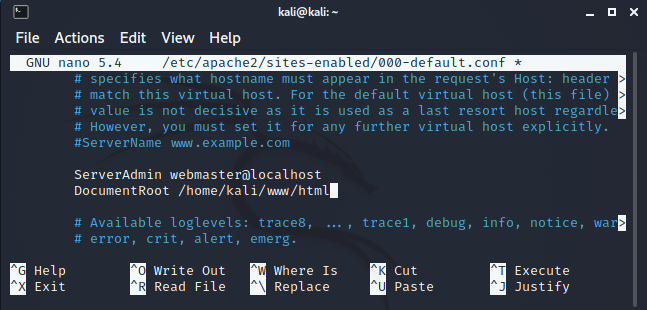 kali@kali: ~
File Actions Edit View Help
GNU nano 5.4 /etc/apache2/sites-enabled/000-default.conf *
# specifies what hostname must appear in the request's Host: header >
# match this virtual host. For the default virtual host (this file) >
# value is not decisive as it is used as a last resort host regardle>
# However, you must set it for any further virtual host explicitly.
#ServerName www.example.com
ServerAdmin webmaster@localhost
DocumentRoot /home/kali/www/html
# Available loglevels: trace8, ..., trace1, debug, info, notice, war>
# error, crit, alert, emerg.
^G Help ^O Write Out ^W Where Is ^K Cut ^T Execute
^X Exit ^R Read File ^\ Replace ^U Paste ^J Justify